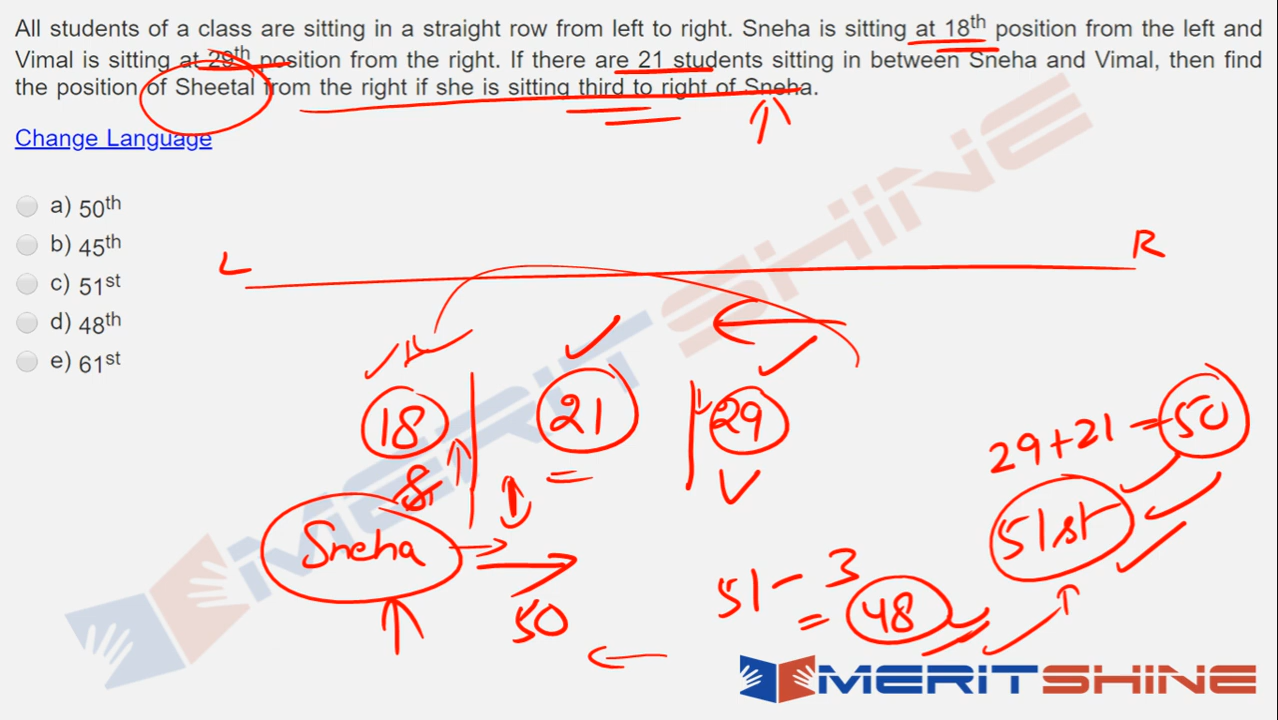 All students of a class are sitting in a straight row from left to right. Sneha is sitting at 18th position from the left and
Vimal is sitting at 29th position from the right. If there are 21 students sitting in between Sneha and Vimal, then find
the position of Sheetal from the right if she is sitting third to right of Sneha.
Change Language
a) 50th
b) 45th
c) 51st
d) 48th
e) 61st
L R
18 21 29
29+21 = 50
51st
Sneha
50
51 - 3
= 48
MERITSHINE
MERITSHINE